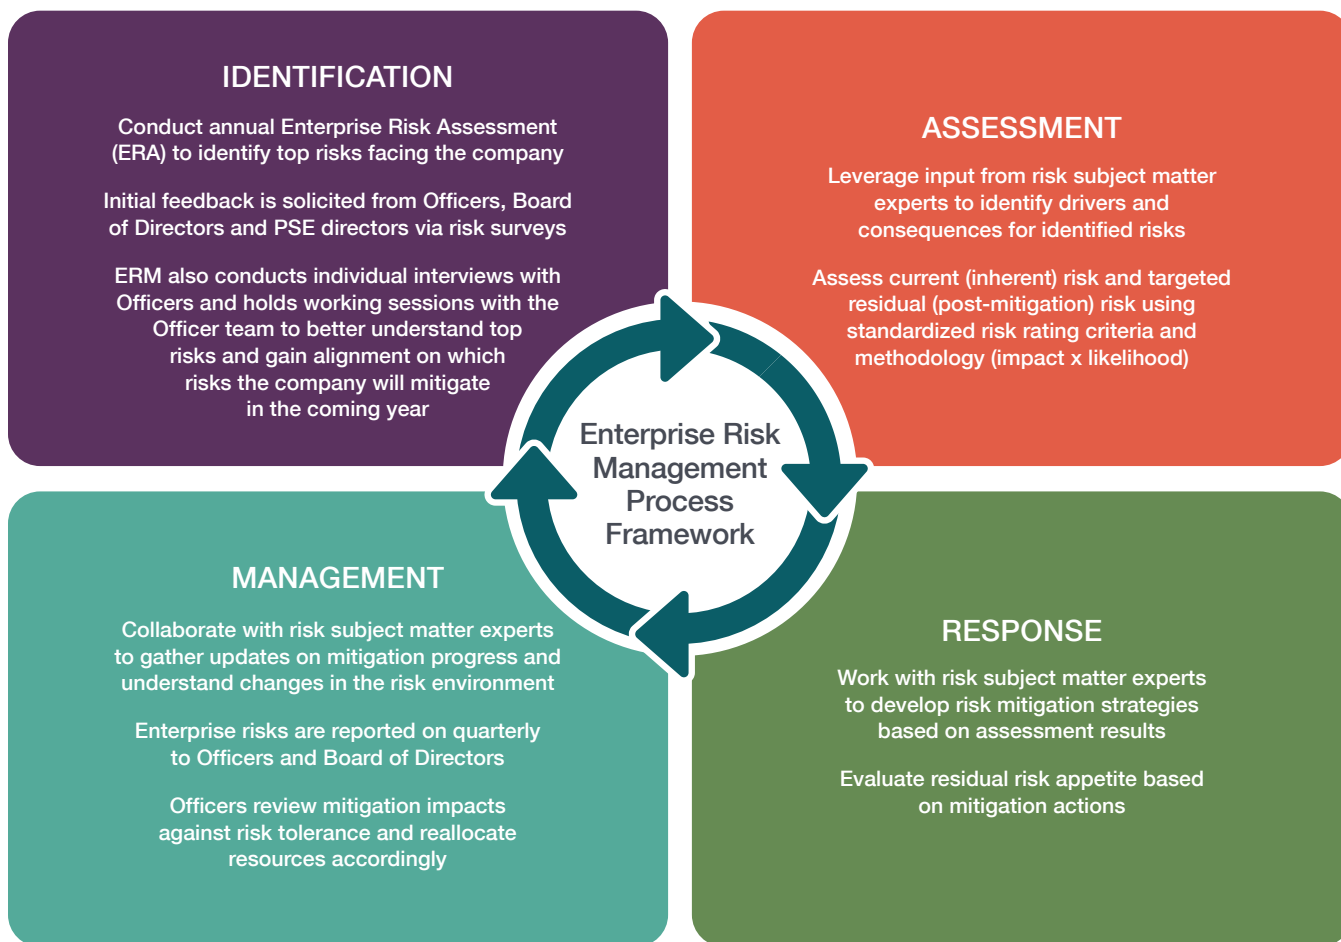 IDENTIFICATION
Conduct annual Enterprise Risk Assessment
(ERA) to identify top risks facing the company
Initial feedback is solicited from Officers, Board
of Directors and PSE directors via risk surveys
ERM also conducts individual interviews with
Officers and holds working sessions with the
Officer team to better understand top
risks and gain alignment on which
risks the company will mitigate
in the coming year
ASSESSMENT
Leverage input from risk subject matter
experts to identify drivers and
consequences for identified risks
Assess current (inherent) risk and targeted
residual (post-mitigation) risk using
standardized risk rating criteria and
methodology (impact x likelihood)
Enterprise Risk
Management
Process
Framework
MANAGEMENT
Collaborate with risk subject matter experts
to gather updates on mitigation progress and
understand changes in the risk environment
Enterprise risks are reported on quarterly
to Officers and Board of Directors
Officers review mitigation impacts
against risk tolerance and reallocate
resources accordingly
RESPONSE
Work with risk subject matter experts
to develop risk mitigation strategies
based on assessment results
Evaluate residual risk appetite based
on mitigation actions